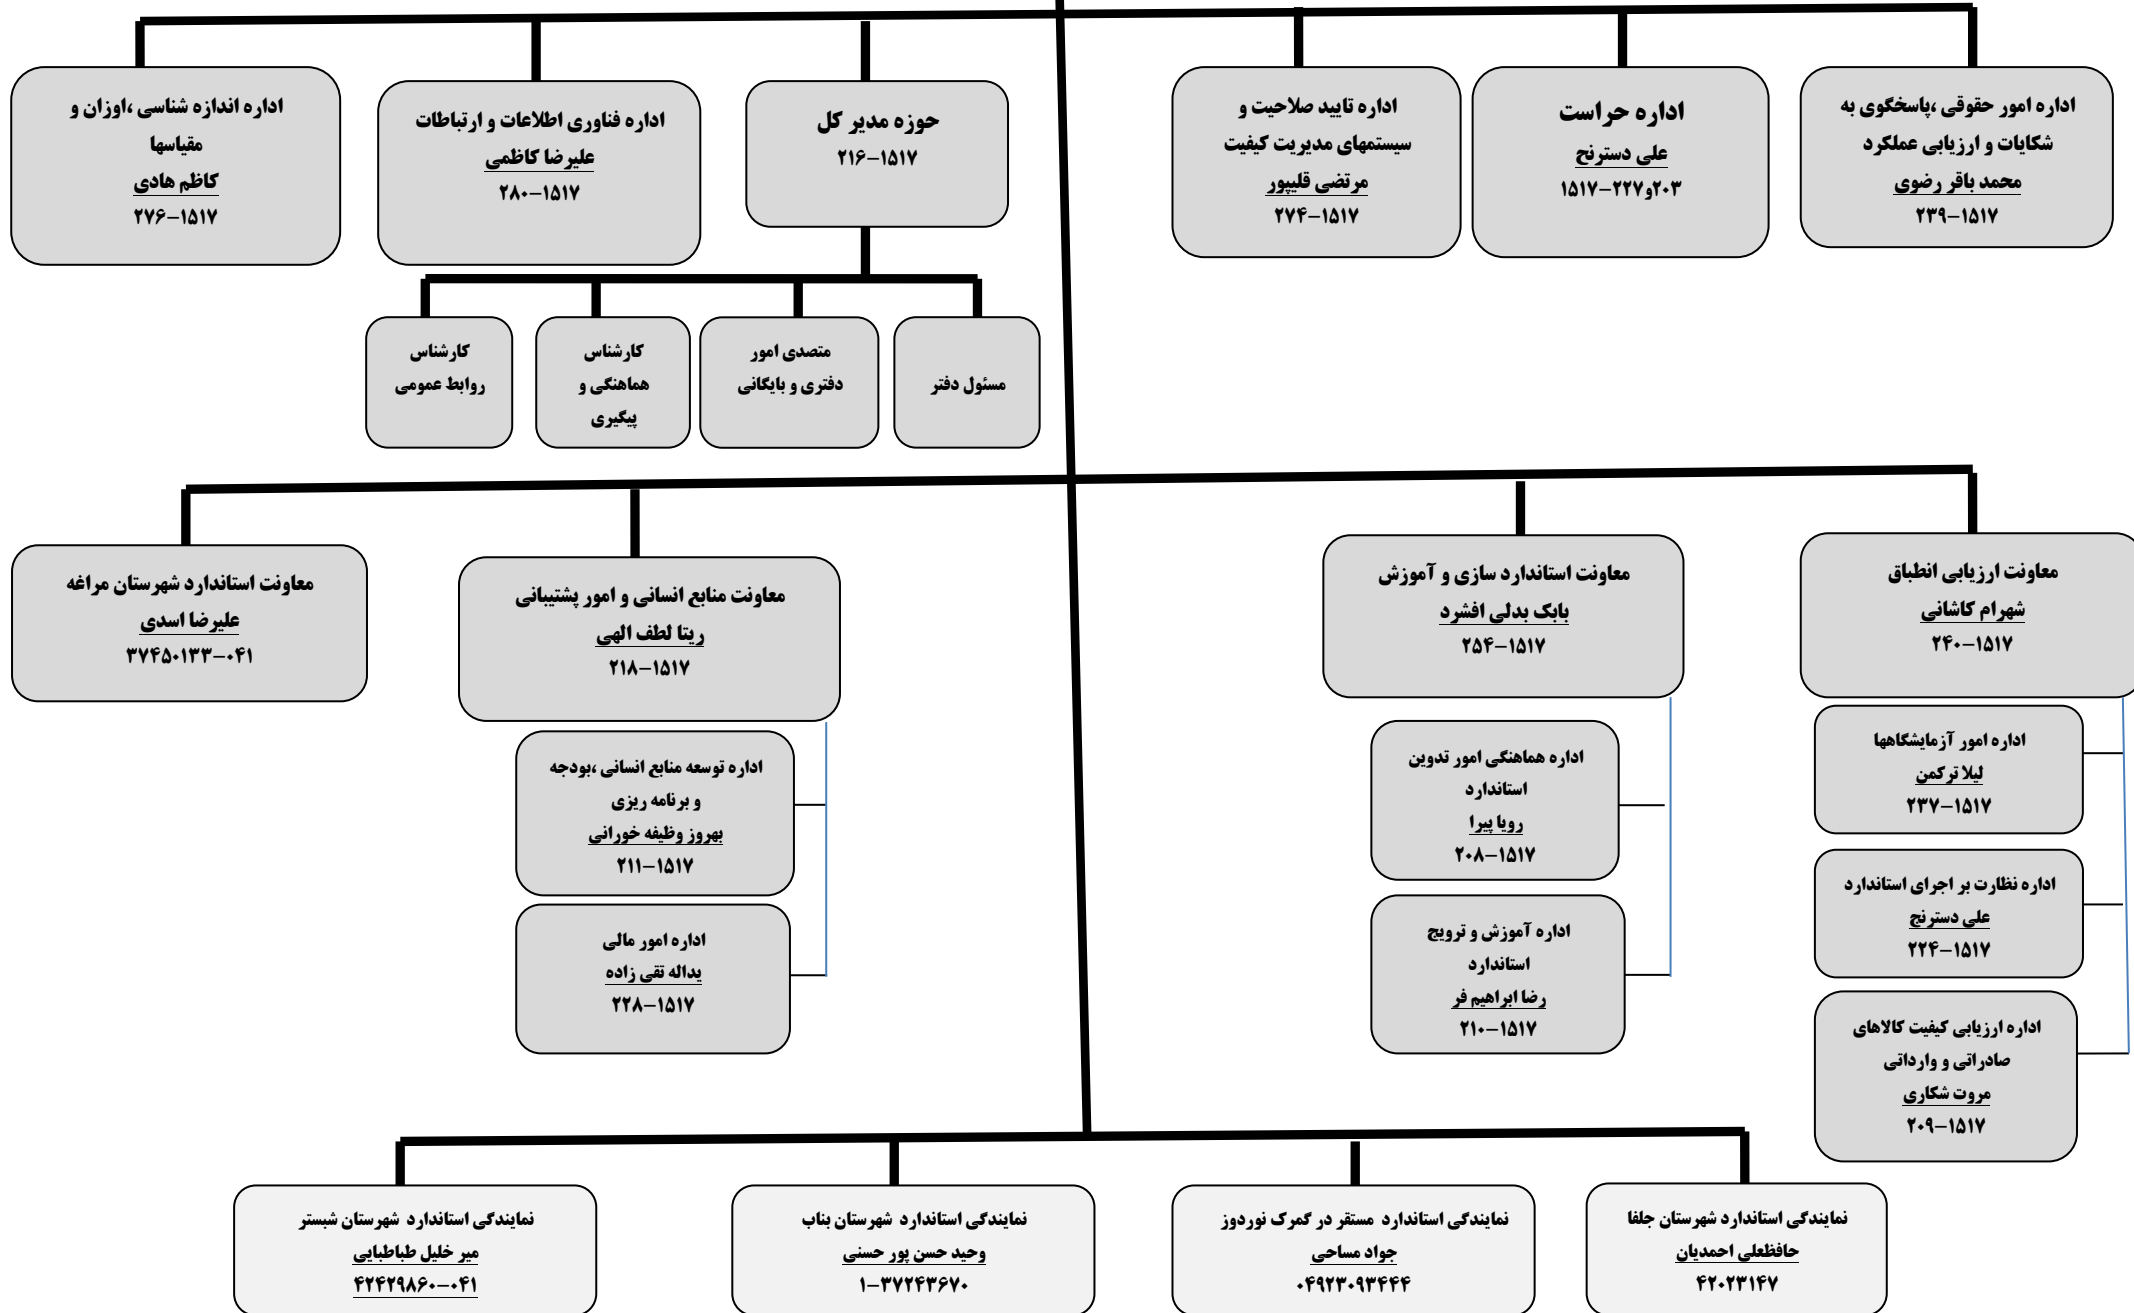 اداره امور حقوقی ،پاسخگوی به
شکایات و ارزیابی عملکرد
محمد باقر رضوی
۲۳۹-۱۵۱۷
اداره حراست
علی دسترنج
۲۰۳و۲۲۷-۱۵۱۷
اداره تایید صلاحیت و
سیستمهای مدیریت کیفیت
مرتضی قلیپور
۲۷۴-۱۵۱۷
حوزه مدیر کل
۲۱۶-۱۵۱۷
اداره فناوری اطلاعات و ارتباطات
علیرضا کاظمی
۲۸۰-۱۵۱۷
اداره اندازه شناسی ،اوزان و
مقیاسها
کاظم هادی
۲۷۶-۱۵۱۷
مسئول دفتر
متصدی امور
دفتری و بایگانی
کارشناس
هماهنگی و
پیگیری
کارشناس
روابط عمومی
معاونت ارزیابی انطباق
شهرام کاشانی
۲۴۰-۱۵۱۷
معاونت استاندارد سازی و آموزش
بابک بدلی افشرد
۲۵۴-۱۵۱۷
معاونت منابع انسانی و امور پشتیبانی
ریتا لطف الهی
۲۱۸-۱۵۱۷
معاونت استاندارد شهرستان مراغه
علیرضا اسدی
۳۷۴۵۰۱۳۳-۰۴۱
اداره امور آزمایشگاهها
لیلا ترکمن
۲۳۷-۱۵۱۷
اداره نظارت بر اجرای استاندارد
علی دسترنج
۲۲۴-۱۵۱۷
اداره ارزیابی کیفیت کالاهای
صادراتی و وارداتی
مروت شکاری
۲۰۹-۱۵۱۷
اداره هماهنگی امور تدوین
استاندارد
رویا پیرا
۲۰۸-۱۵۱۷
اداره آموزش و ترویج
استاندارد
رضا ابراهیم فر
۲۱۰-۱۵۱۷
اداره توسعه منابع انسانی ،بودجه
و برنامه ریزی
بهروز وظیفه خورانی
۲۱۱-۱۵۱۷
اداره امور مالی
یداله تقی زاده
۲۲۸-۱۵۱۷
نمایندگی استاندارد شهرستان جلفا
حافظعلی احمدیان
۴۲۰۲۳۱۴۷
نمایندگی استاندارد مستقر در گمرک نوردوز
جواد مساحی
۰۴۹۲۳۰۹۳۴۴۴
نمایندگی استاندارد شهرستان بناب
وحید حسن پور حسنی
۱-۳۷۲۴۳۶۷۰
نمایندگی استاندارد شهرستان شبستر
میر خلیل طباطبایی
۴۲۴۲۹۸۶۰-۰۴۱